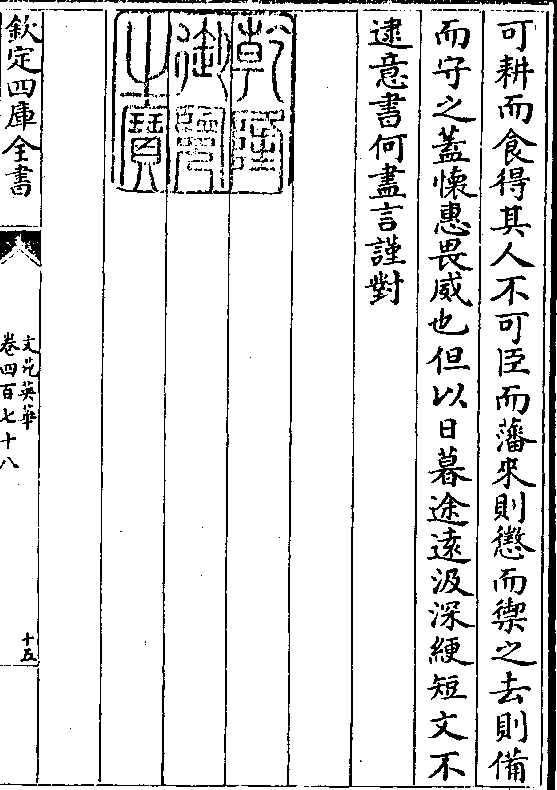 可耕而食得其人不可臣而藩來則懲而禦之去則備
而守之蓋懐惠畏威也但以日暮途遠汲深綆短文不
逮意書何盡言謹對
乾隆
御覽
之寶
欽定四庫全書
文苑英華
卷四百七十八
十五